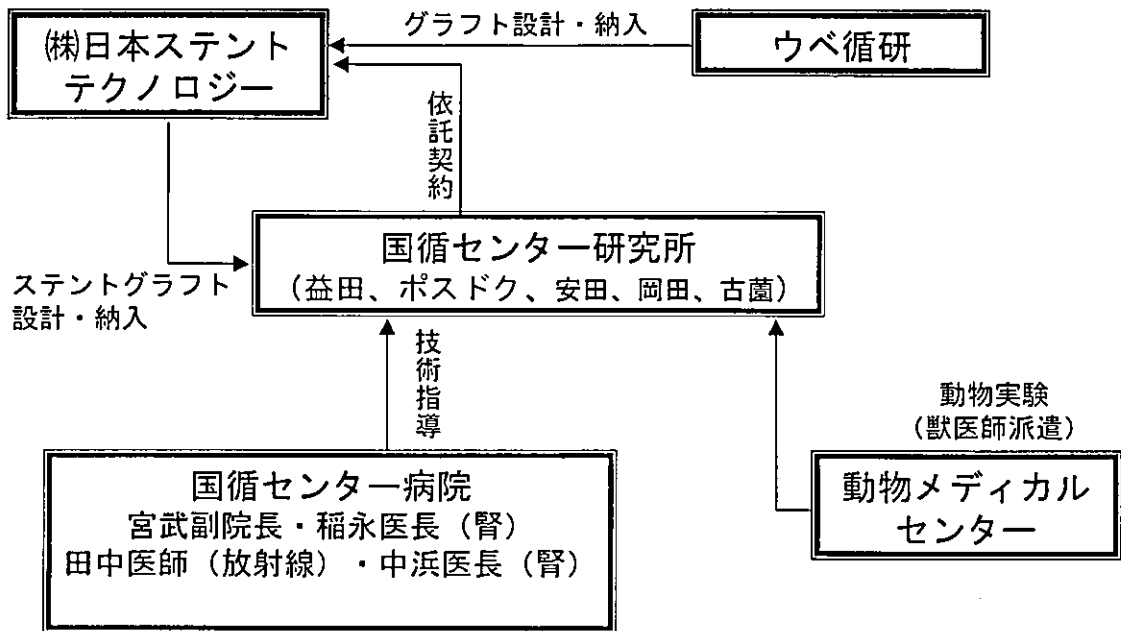 ㈱日本ステント
テクノロジー
グラフト設計・納入
ウベ循研
依託契約
国循センター研究所
（益田、ポスドク、安田、岡田、古薗）
ステントグラフト
設計・納入
技術指導
動物実験
（獣医師派遣）
国循センター病院
宮武副院長・稲永医長（腎）
田中医師（放射線）・中浜医長（腎）
動物メディカル
センター